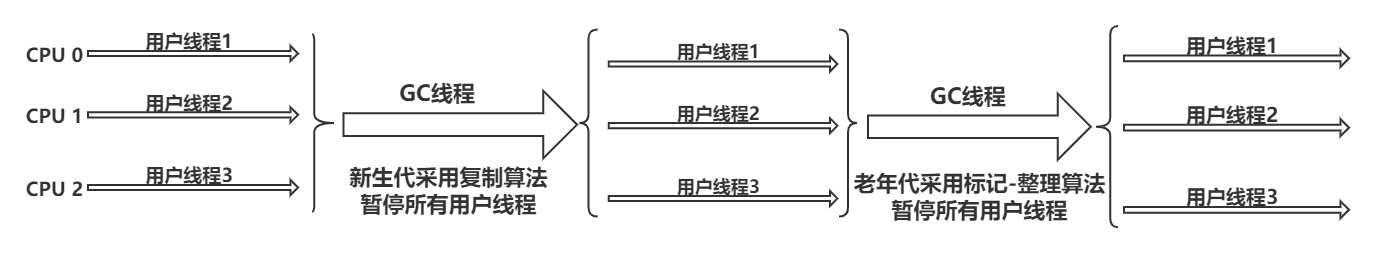 CPU 0
用户线程1
CPU 1
用户线程2
CPU 2
用户线程3
GC线程
新生代采用复制算法
暂停所有用户线程
用户线程1
用户线程2
用户线程3
GC线程
老年代采用标记-整理算法
暂停所有用户线程
用户线程1
用户线程2
用户线程3